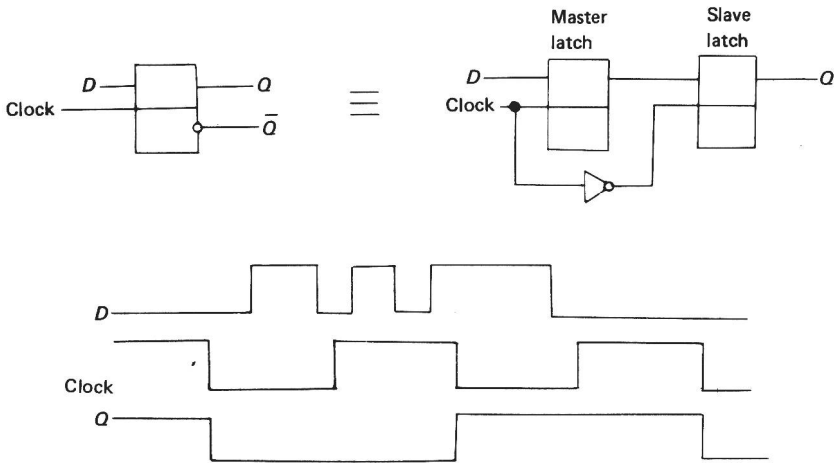 Master latch
Slave latch
D
Q
Clock
Q̅
D
Q
Clock
D
Clock
Q